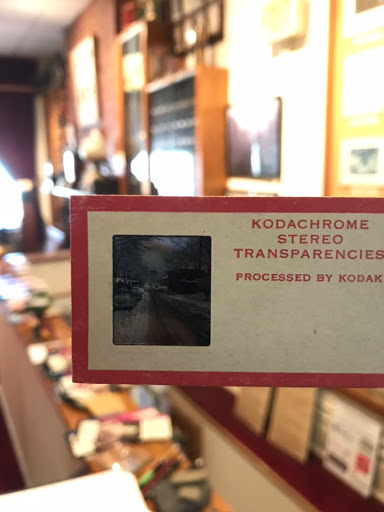 KODACHROME
STEREO
TRANSPARENCIES
PROCESSED BY KODAK